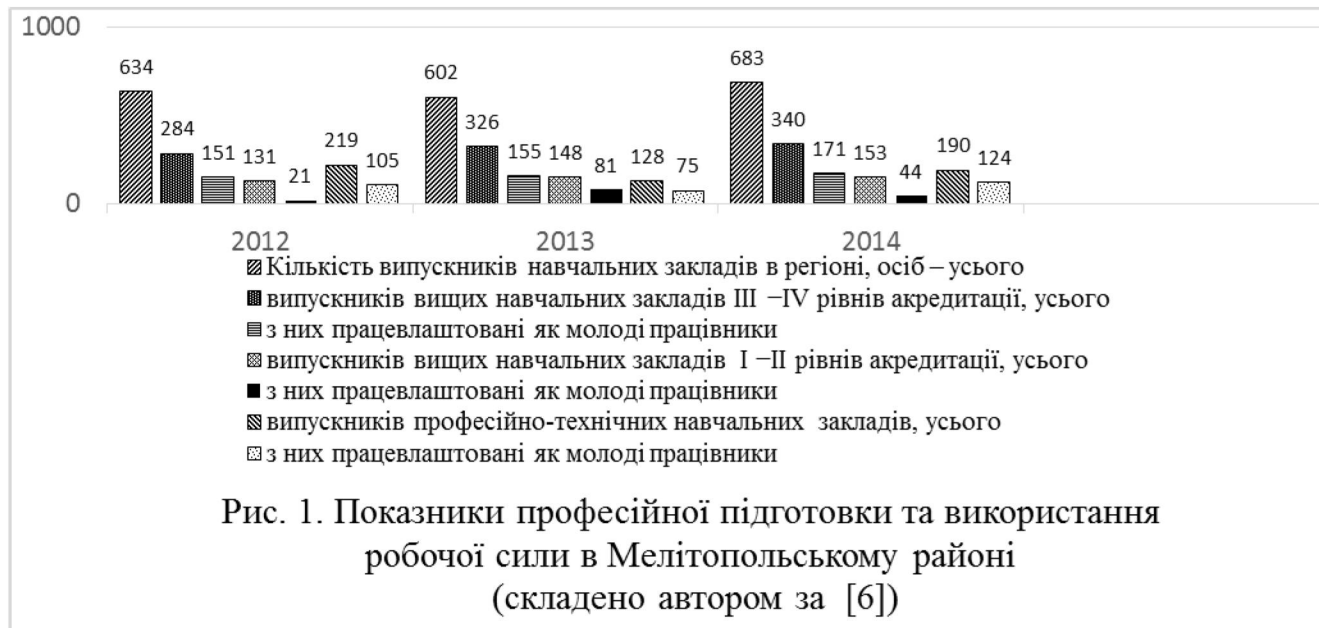 1000
634
284
151
131
21
219
105
602
326
155
148
81
128
75
683
340
171
153
44
190
124
0
2012
2013
2014
Кількість випускників навчальних закладів в регіоні, осіб – усього
випускників вищих навчальних закладів III –IV рівнів акредитації, усього
з них працевлаштовані як молоді працівники
випускників вищих навчальних закладів I –II рівнів акредитації, усього
з них працевлаштовані як молоді працівники
випускників професійно-технічних навчальних закладів, усього
з них працевлаштовані як молоді працівники
Рис. 1. Показники професійної підготовки та використання
робочої сили в Мелітопольському районі
(складено автором за [6])